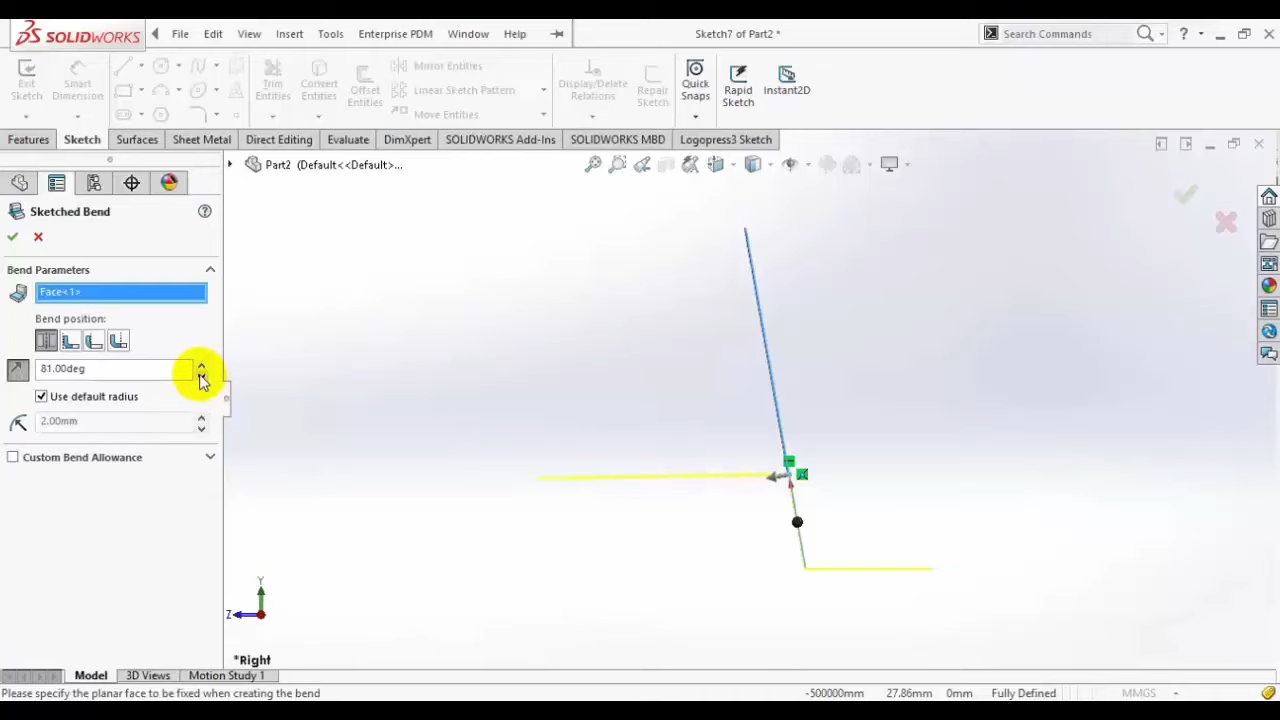 SOLIDWORKS File Edit View Insert Tools Enterprise PDM Window Help Sketch7 of Part2 * Search Commands ?
Exit Sketch
Smart Dimension
Trim Entities
Convert Entities
Offset Entities
Mirror Entities
Linear Sketch Pattern
Move Entities
Display/Delete Relations
Repair Sketch
Quick Snaps
Rapid Sketch
Instant2D
Features Sketch Surfaces Sheet Metal Direct Editing Evaluate DimXpert SOLIDWORKS Add-Ins SOLIDWORKS MBD Logopress3 Sketch
Part2 (Default<<Default>...
Sketched Bend ?
Bend Parameters
Face<1>
Bend position:
81.00deg
Use default radius
2.00mm
Custom Bend Allowance
Y
Z
*Right
Model 3D Views Motion Study 1
Please specify the planar face to be fixed when creating the bend -500000mm 27.86mm 0mm Fully Defined MMGS -